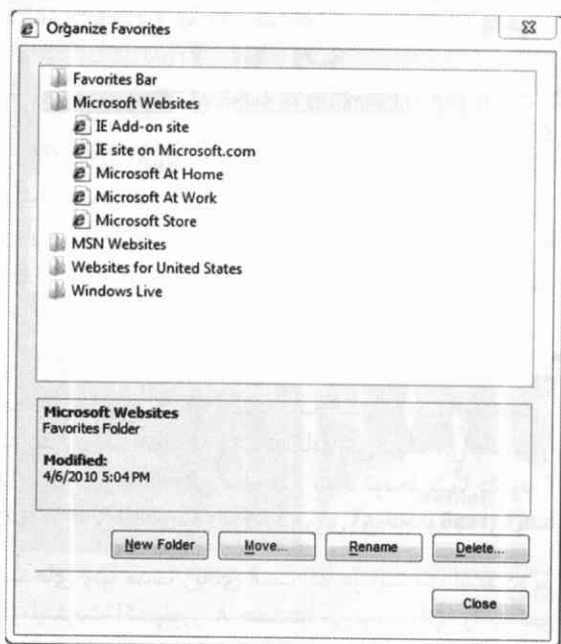 Organize Favorites
Favorites Bar
Microsoft Websites
IE Add-on site
IE site on Microsoft.com
Microsoft At Home
Microsoft At Work
Microsoft Store
MSN Websites
Websites for United States
Windows Live
Microsoft Websites
Favorites Folder
Modified:
4/6/2010 5:04 PM
New Folder Move... Rename Delete...
Close